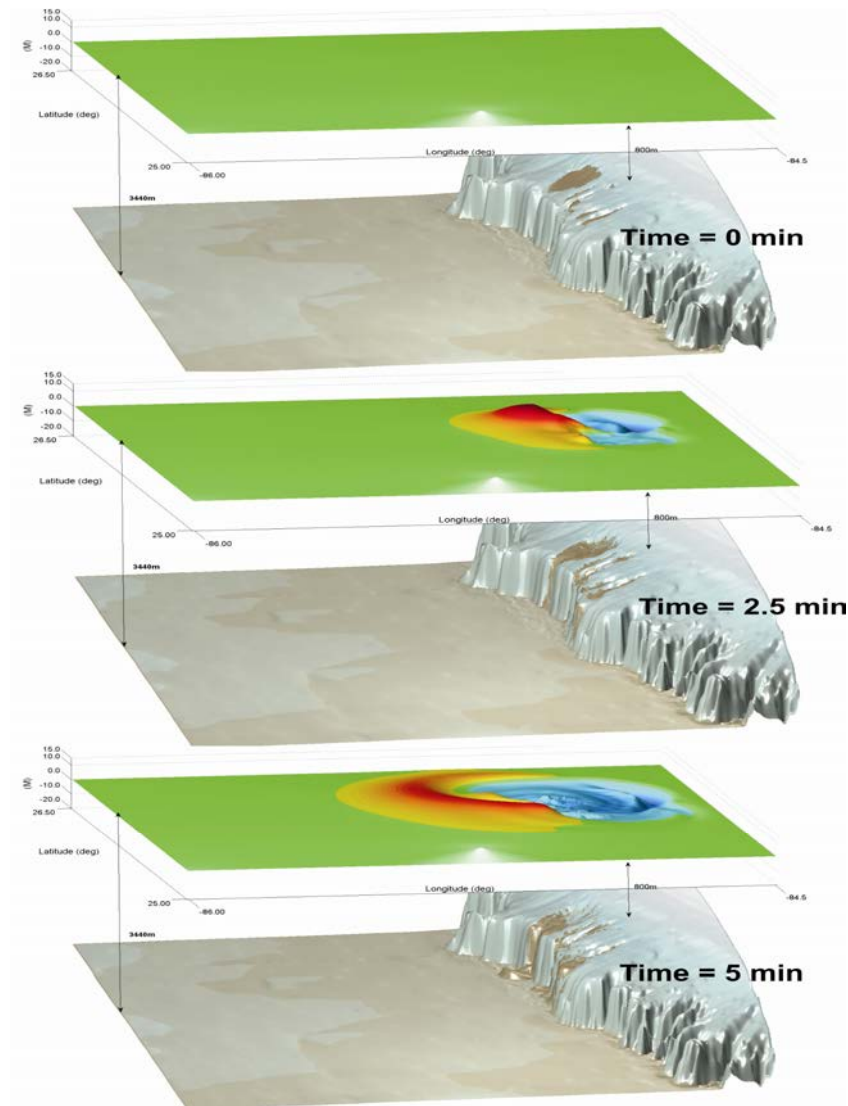 15.0
10.0
0.0
-10.0
-20.0
(M)
26.50
Latitude (deg)
25.00
-86.00
Longitude (deg)
-84.5
800m
3440m
Time = 0 min
15.0
10.0
0.0
-10.0
-20.0
(M)
26.50
Latitude (deg)
25.00
-86.00
Longitude (deg)
-84.5
800m
3440m
Time = 2.5 min
15.0
10.0
0.0
-10.0
-20.0
(M)
26.50
Latitude (deg)
25.00
-86.00
Longitude (deg)
-84.5
800m
3440m
Time = 5 min